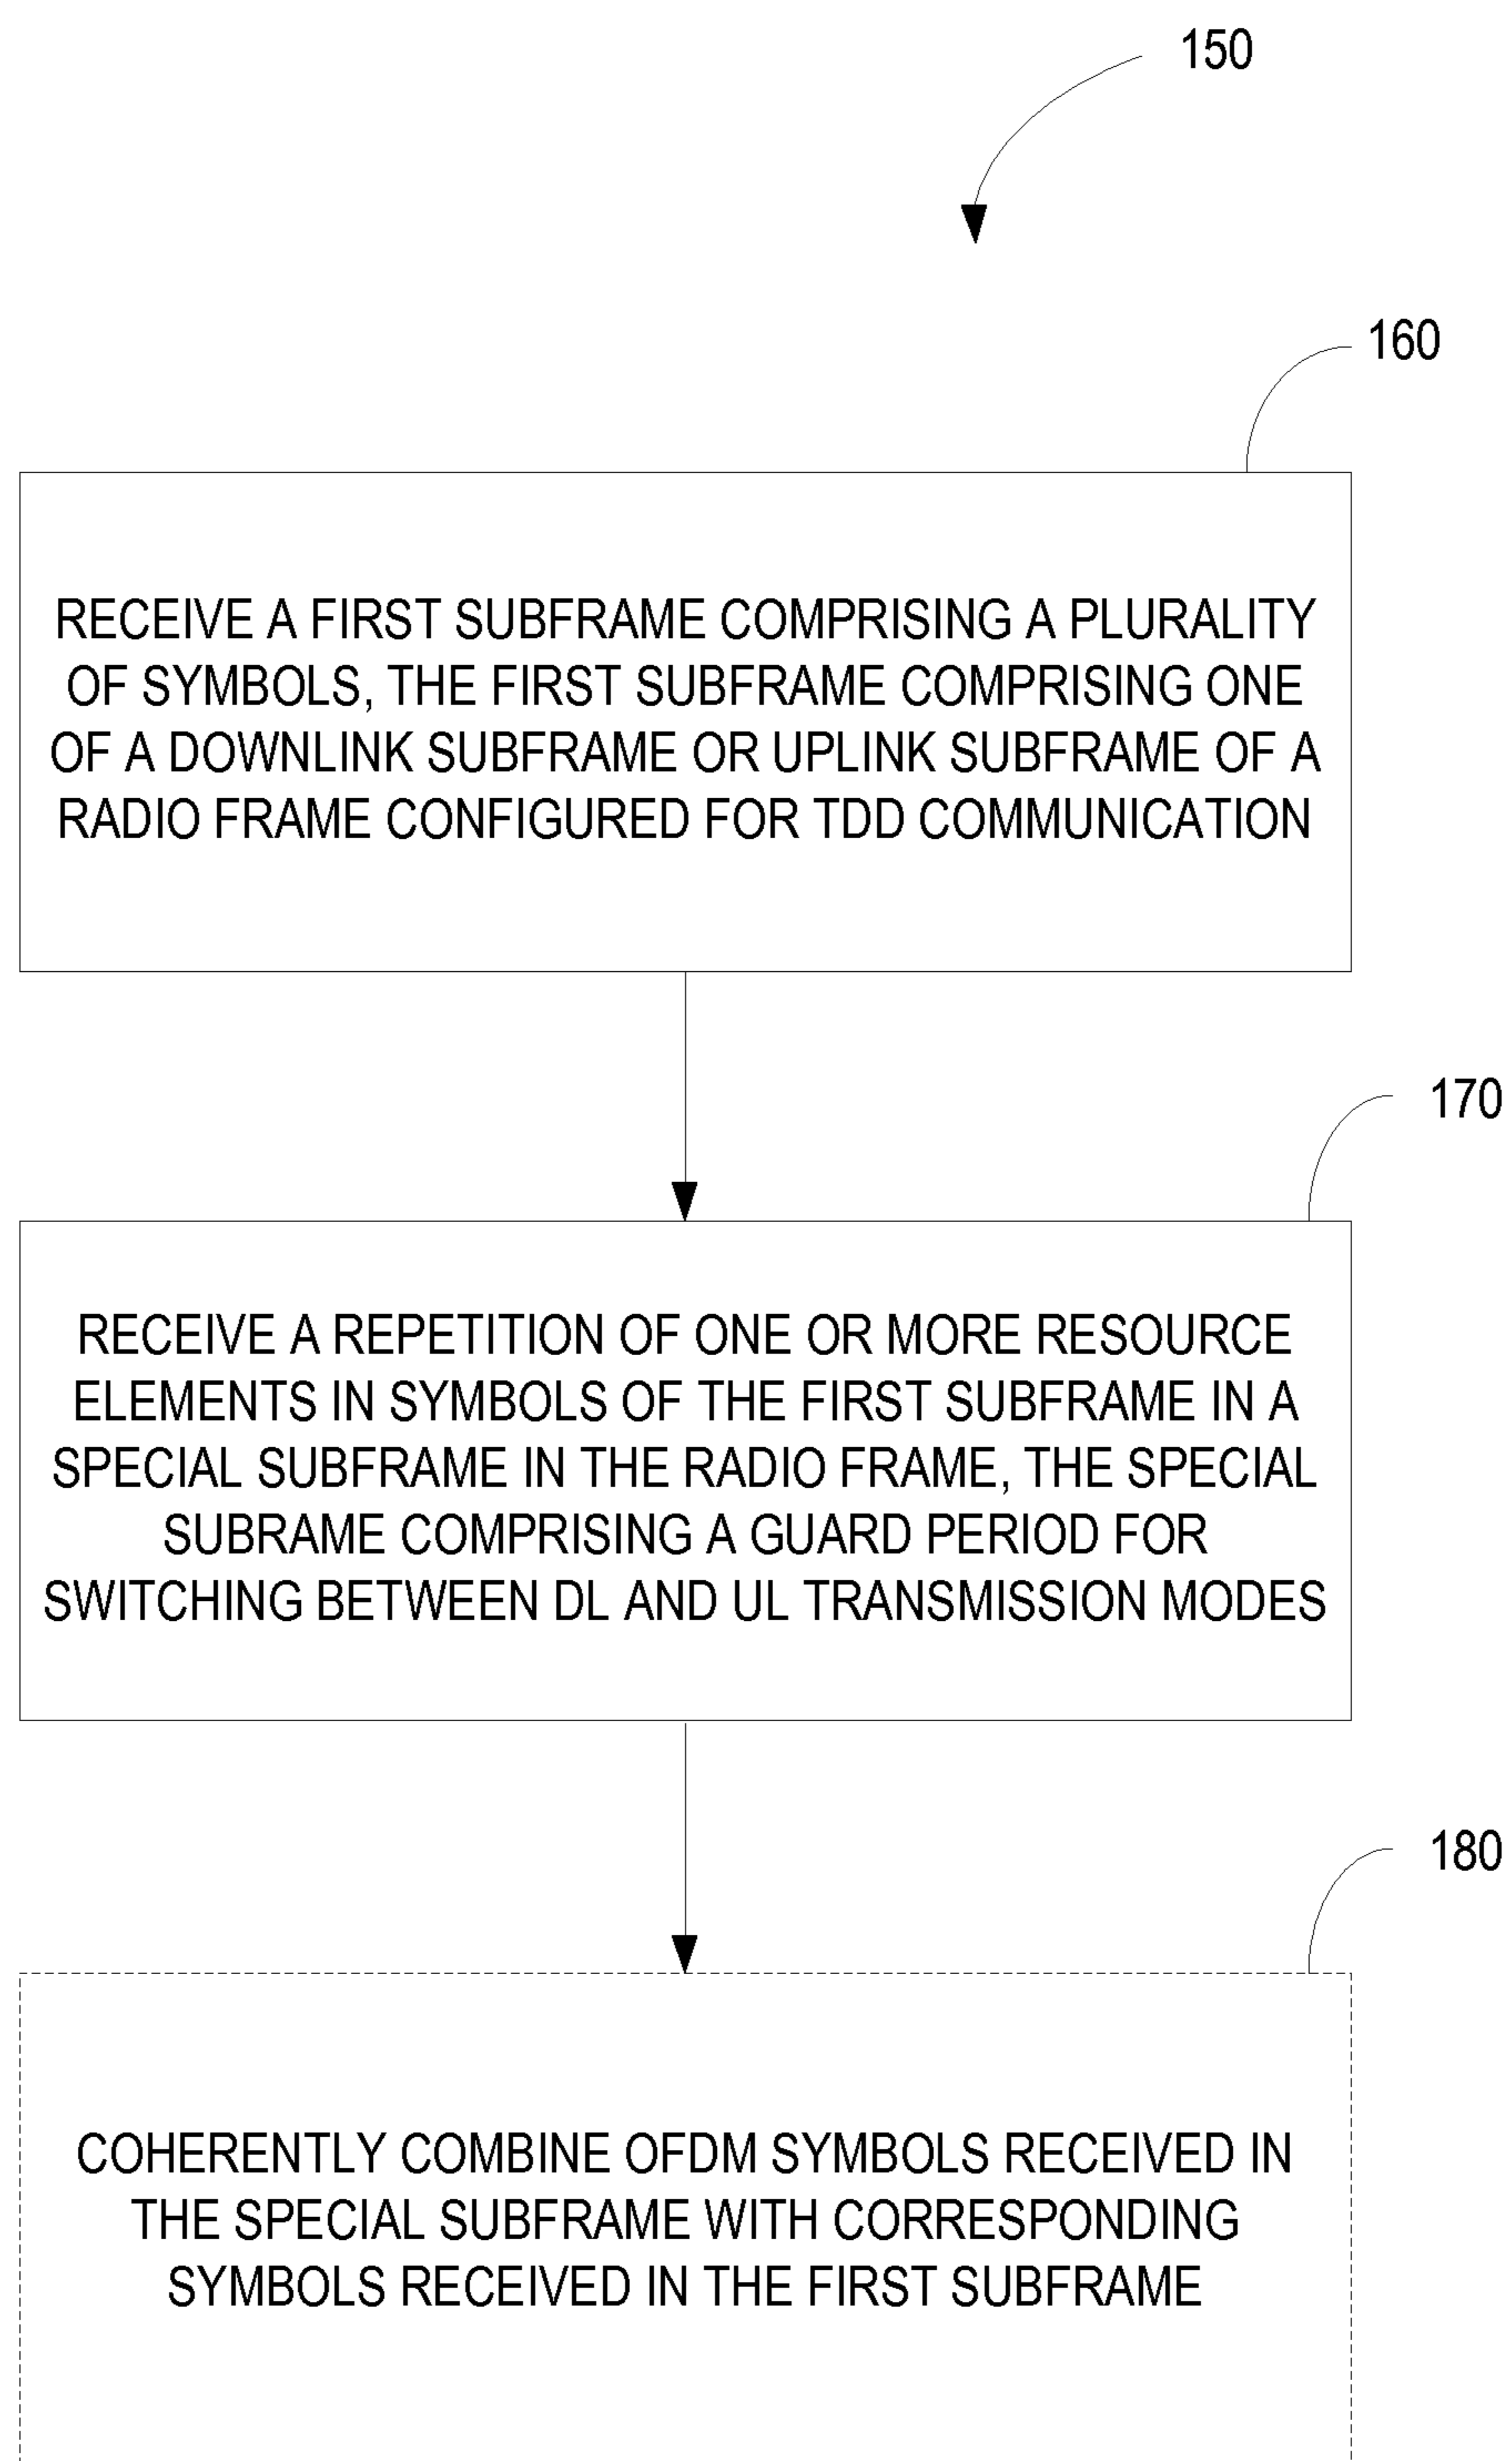 150
160
RECEIVE A FIRST SUBFRAME COMPRISING A PLURALITY
OF SYMBOLS, THE FIRST SUBFRAME COMPRISING ONE
OF A DOWNLINK SUBFRAME OR UPLINK SUBFRAME OF A
RADIO FRAME CONFIGURED FOR TDD COMMUNICATION
170
RECEIVE A REPETITION OF ONE OR MORE RESOURCE
ELEMENTS IN SYMBOLS OF THE FIRST SUBFRAME IN A
SPECIAL SUBFRAME IN THE RADIO FRAME, THE SPECIAL
SUBRAME COMPRISING A GUARD PERIOD FOR
SWITCHING BETWEEN DL AND UL TRANSMISSION MODES
180
COHERENTLY COMBINE OFDM SYMBOLS RECEIVED IN
THE SPECIAL SUBFRAME WITH CORRESPONDING
SYMBOLS RECEIVED IN THE FIRST SUBFRAME